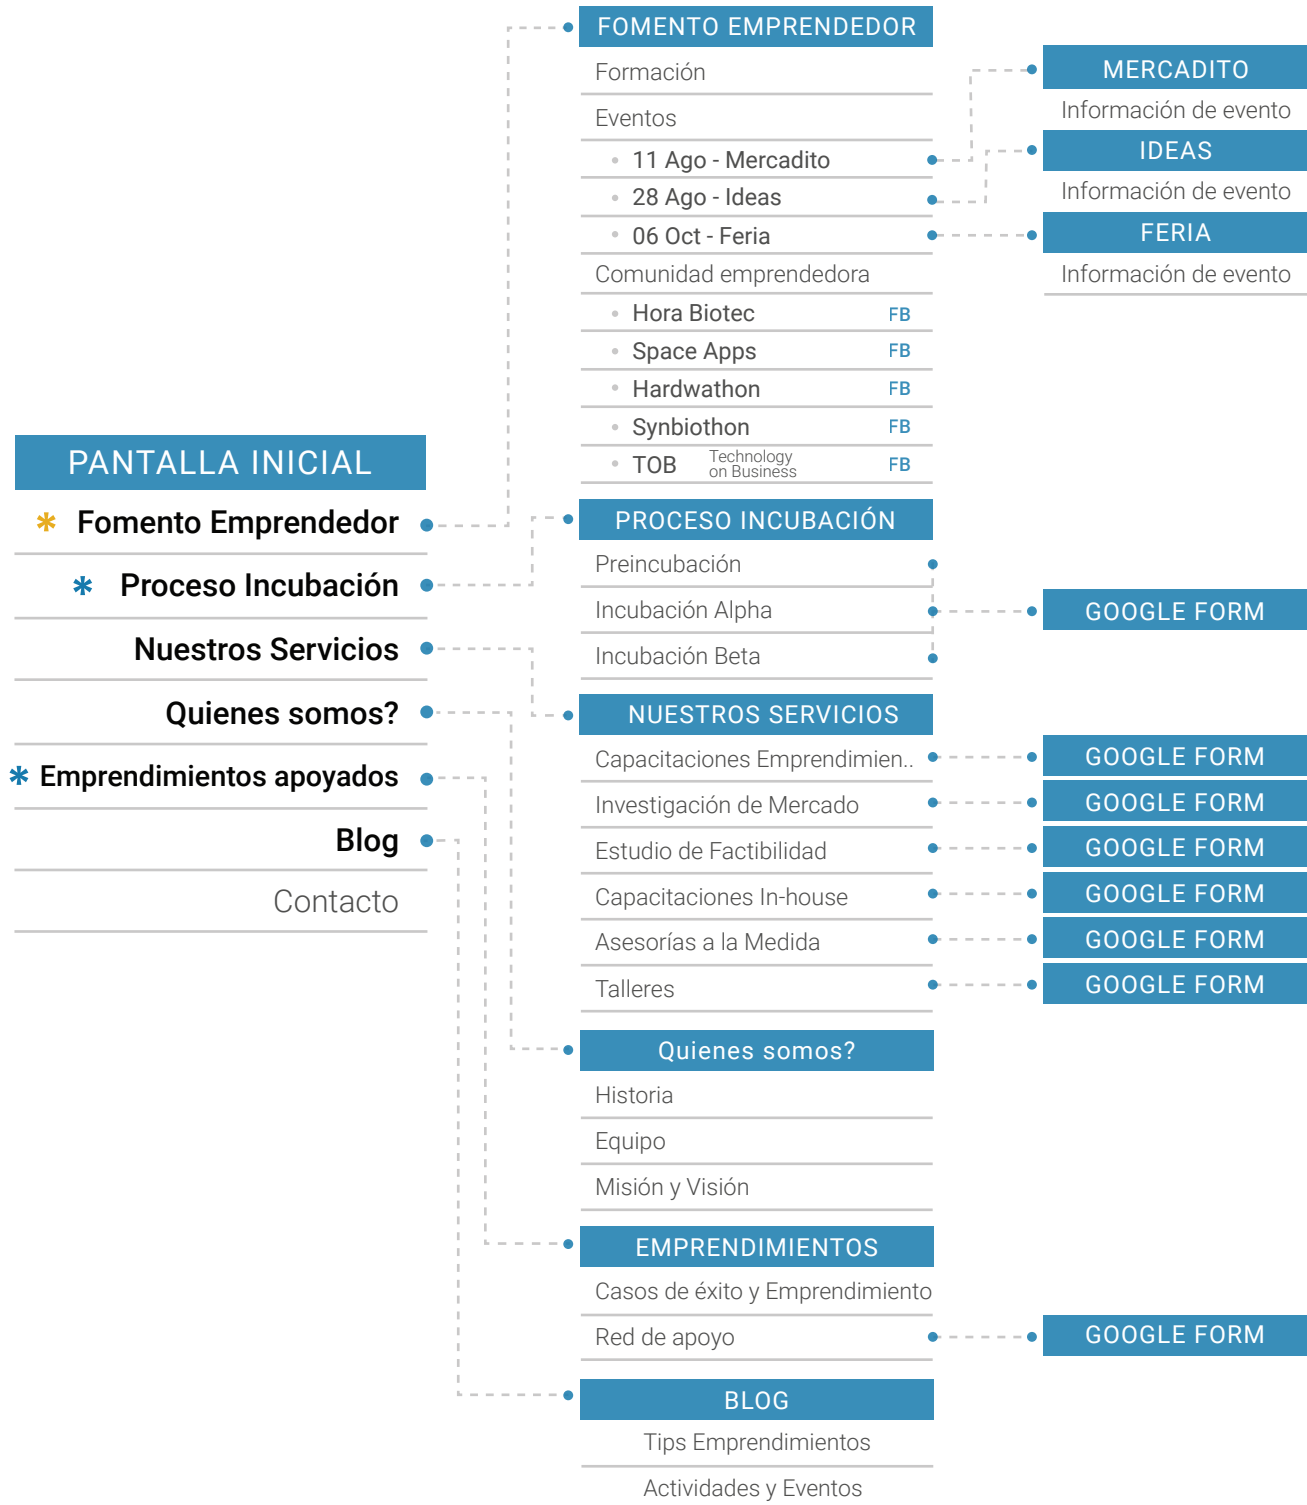 PANTALLA INICIAL
* Fomento Emprendedor
* Proceso Incubación
Nuestros Servicios
Quienes somos?
* Emprendimientos apoyados
Blog
Contacto
FOMENTO EMPRENDEDOR
Formación
Eventos
• 11 Ago - Mercadito
• 28 Ago - Ideas
• 06 Oct - Feria
Comunidad emprendedora
• Hora Biotec FB
• Space Apps FB
• Hardwathon FB
• Synbiothon FB
• TOB Technology on Business FB
MERCADITO
Información de evento
IDEAS
Información de evento
FERIA
Información de evento
PROCESO INCUBACIÓN
Preincubación
Incubación Alpha
Incubación Beta
GOOGLE FORM
NUESTROS SERVICIOS
Capacitaciones Emprendimien.. GOOGLE FORM
Investigación de Mercado GOOGLE FORM
Estudio de Factibilidad GOOGLE FORM
Capacitaciones In-house GOOGLE FORM
Asesorías a la Medida GOOGLE FORM
Talleres GOOGLE FORM
Quienes somos?
Historia
Equipo
Misión y Visión
EMPRENDIMIENTOS
Casos de éxito y Emprendimiento
Red de apoyo GOOGLE FORM
BLOG
Tips Emprendimientos
Actividades y Eventos